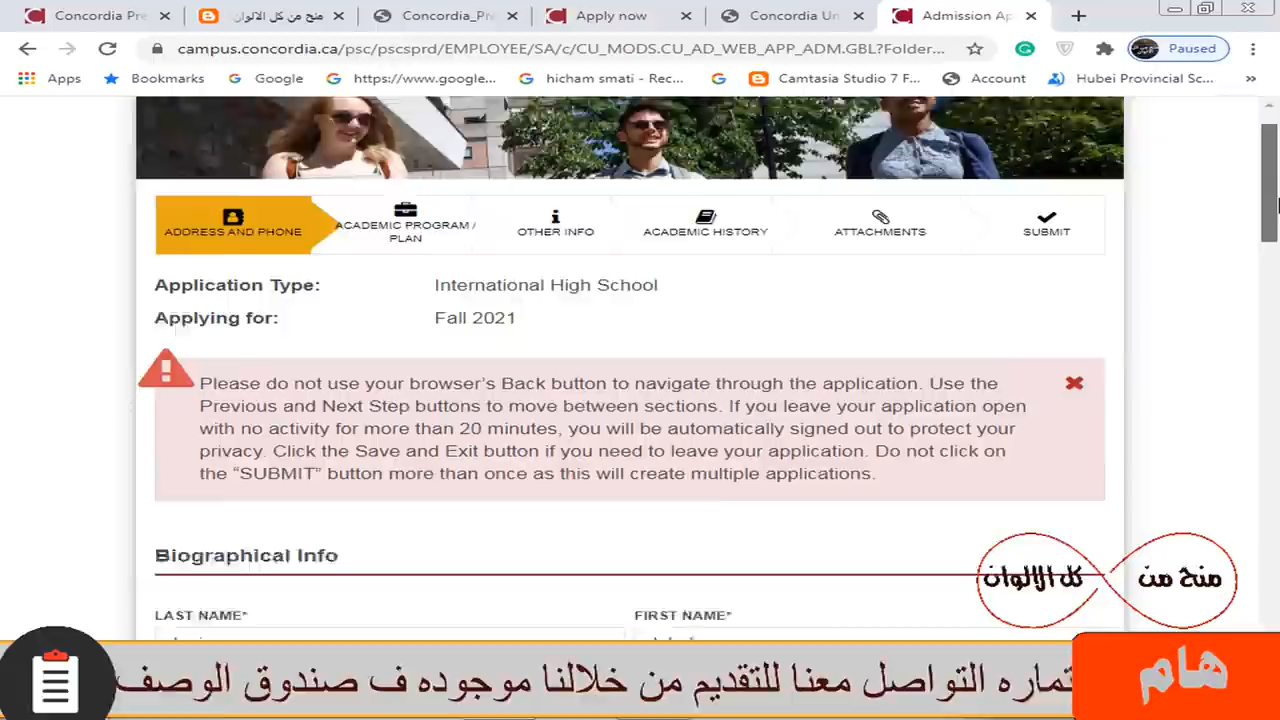 Concordia Pre
منح من كل الالوان
Concordia_Pr
Apply now
Concordia Un
Admission Ap
campus.concordia.ca/psc/pscsprd/EMPLOYEE/SA/c/CU_MODS.CU_AD_WEB_APP_ADM.GBL?Folder...
Paused
Apps
Bookmarks
Google
https://www.google...
hicham smati - Rec...
Camtasia Studio 7 F...
Account
Hubei Provincial Sc...
»
ADDRESS AND PHONE
ACADEMIC PROGRAM /
PLAN
OTHER INFO
ACADEMIC HISTORY
ATTACHMENTS
SUBMIT
Application Type: International High School
Applying for: Fall 2021
Please do not use your browser's Back button to navigate through the application. Use the
Previous and Next Step buttons to move between sections. If you leave your application open
with no activity for more than 20 minutes, you will be automatically signed out to protect your
privacy. Click the Save and Exit button if you need to leave your application. Do not click on
the “SUBMIT” button more than once as this will create multiple applications.
Biographical Info
منح من كل الالوان
LAST NAME*
FIRST NAME*
هام
تماره التواصل معنا للتقديم من خلالنا موجوده ف صندوق الوصف